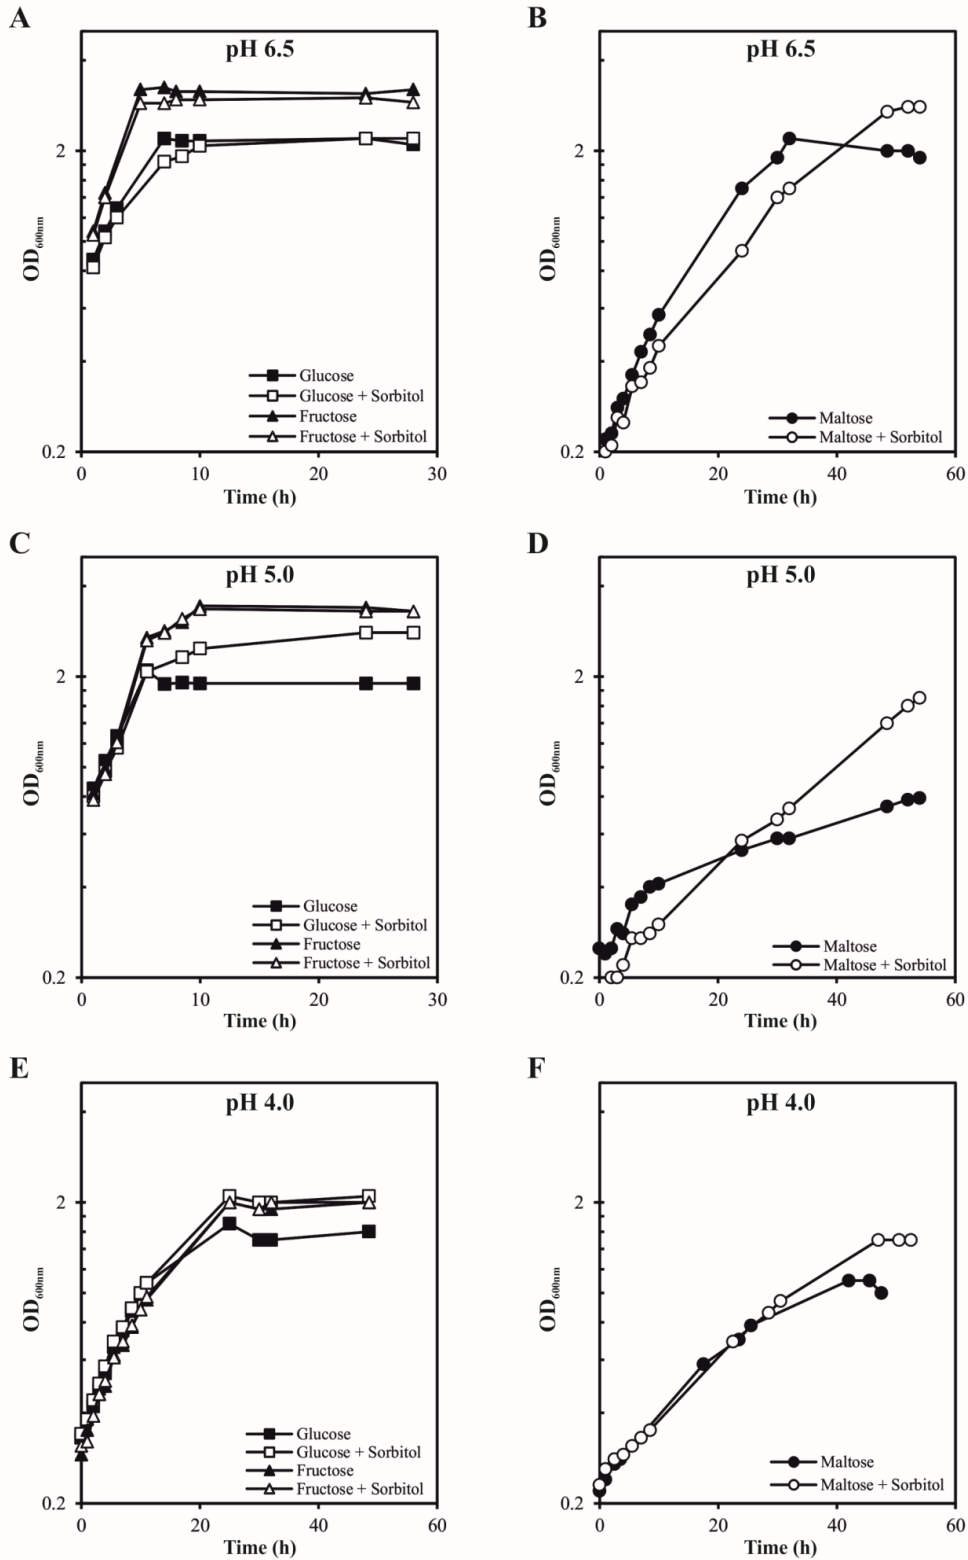 A
pH 6.5
2
0.2
OD600nm
Glucose
Glucose + Sorbitol
Fructose
Fructose + Sorbitol
0 10 20 30
Time (h)
B
pH 6.5
2
0.2
OD600nm
Maltose
Maltose + Sorbitol
0 20 40 60
Time (h)
C
pH 5.0
2
0.2
OD600nm
Glucose
Glucose + Sorbitol
Fructose
Fructose + Sorbitol
0 10 20 30
Time (h)
D
pH 5.0
2
0.2
OD600nm
Maltose
Maltose + Sorbitol
0 20 40 60
Time (h)
E
pH 4.0
2
0.2
OD600nm
Glucose
Glucose + Sorbitol
Fructose
Fructose + Sorbitol
0 20 40 60
Time (h)
F
pH 4.0
2
0.2
OD600nm
Maltose
Maltose + Sorbitol
0 20 40 60
Time (h)